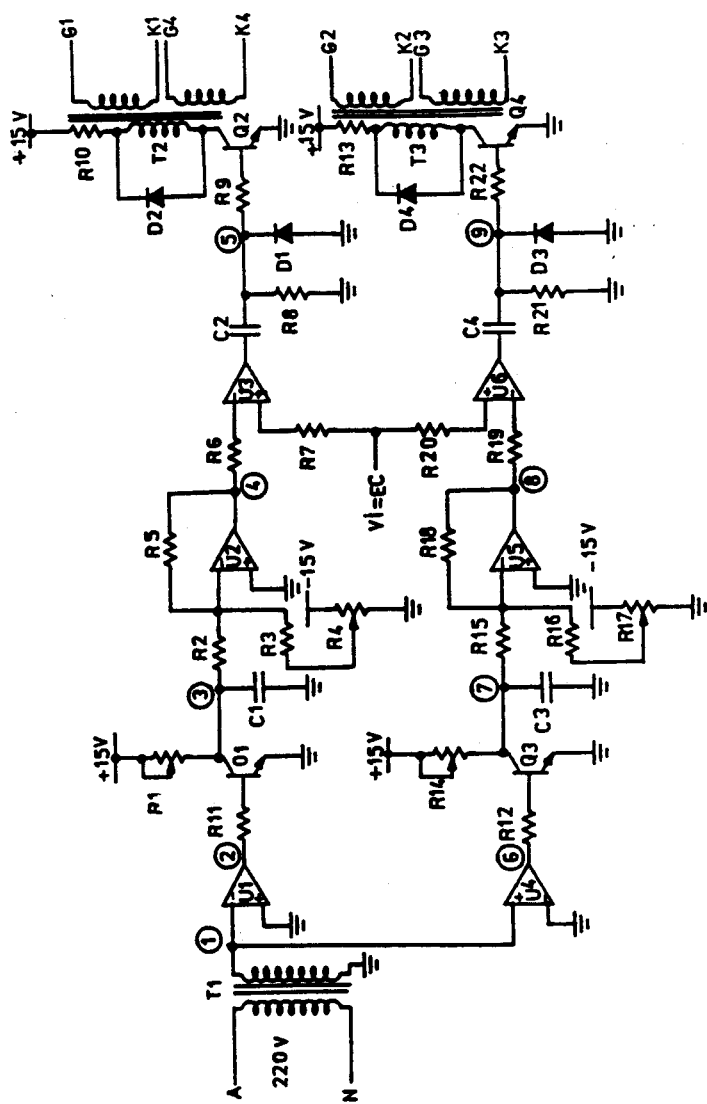 A
220V
N
T1
1
U1
2
R11
+15V
R1
Q1
3
C1
R2
R3
-15V
R4
R5
U2
4
R6
U3
R7
Vi=EC
R20
C2
R8
5
D1
R9
Q2
D2
T2
R10
+15V
G1
K1
G4
K4
U4
6
R12
+15V
R14
Q3
7
C3
R15
R16
-15V
R17
R18
U5
8
R19
U6
C4
R21
9
D3
R22
Q4
D4
T3
R13
+15V
G2
K2
G3
K3